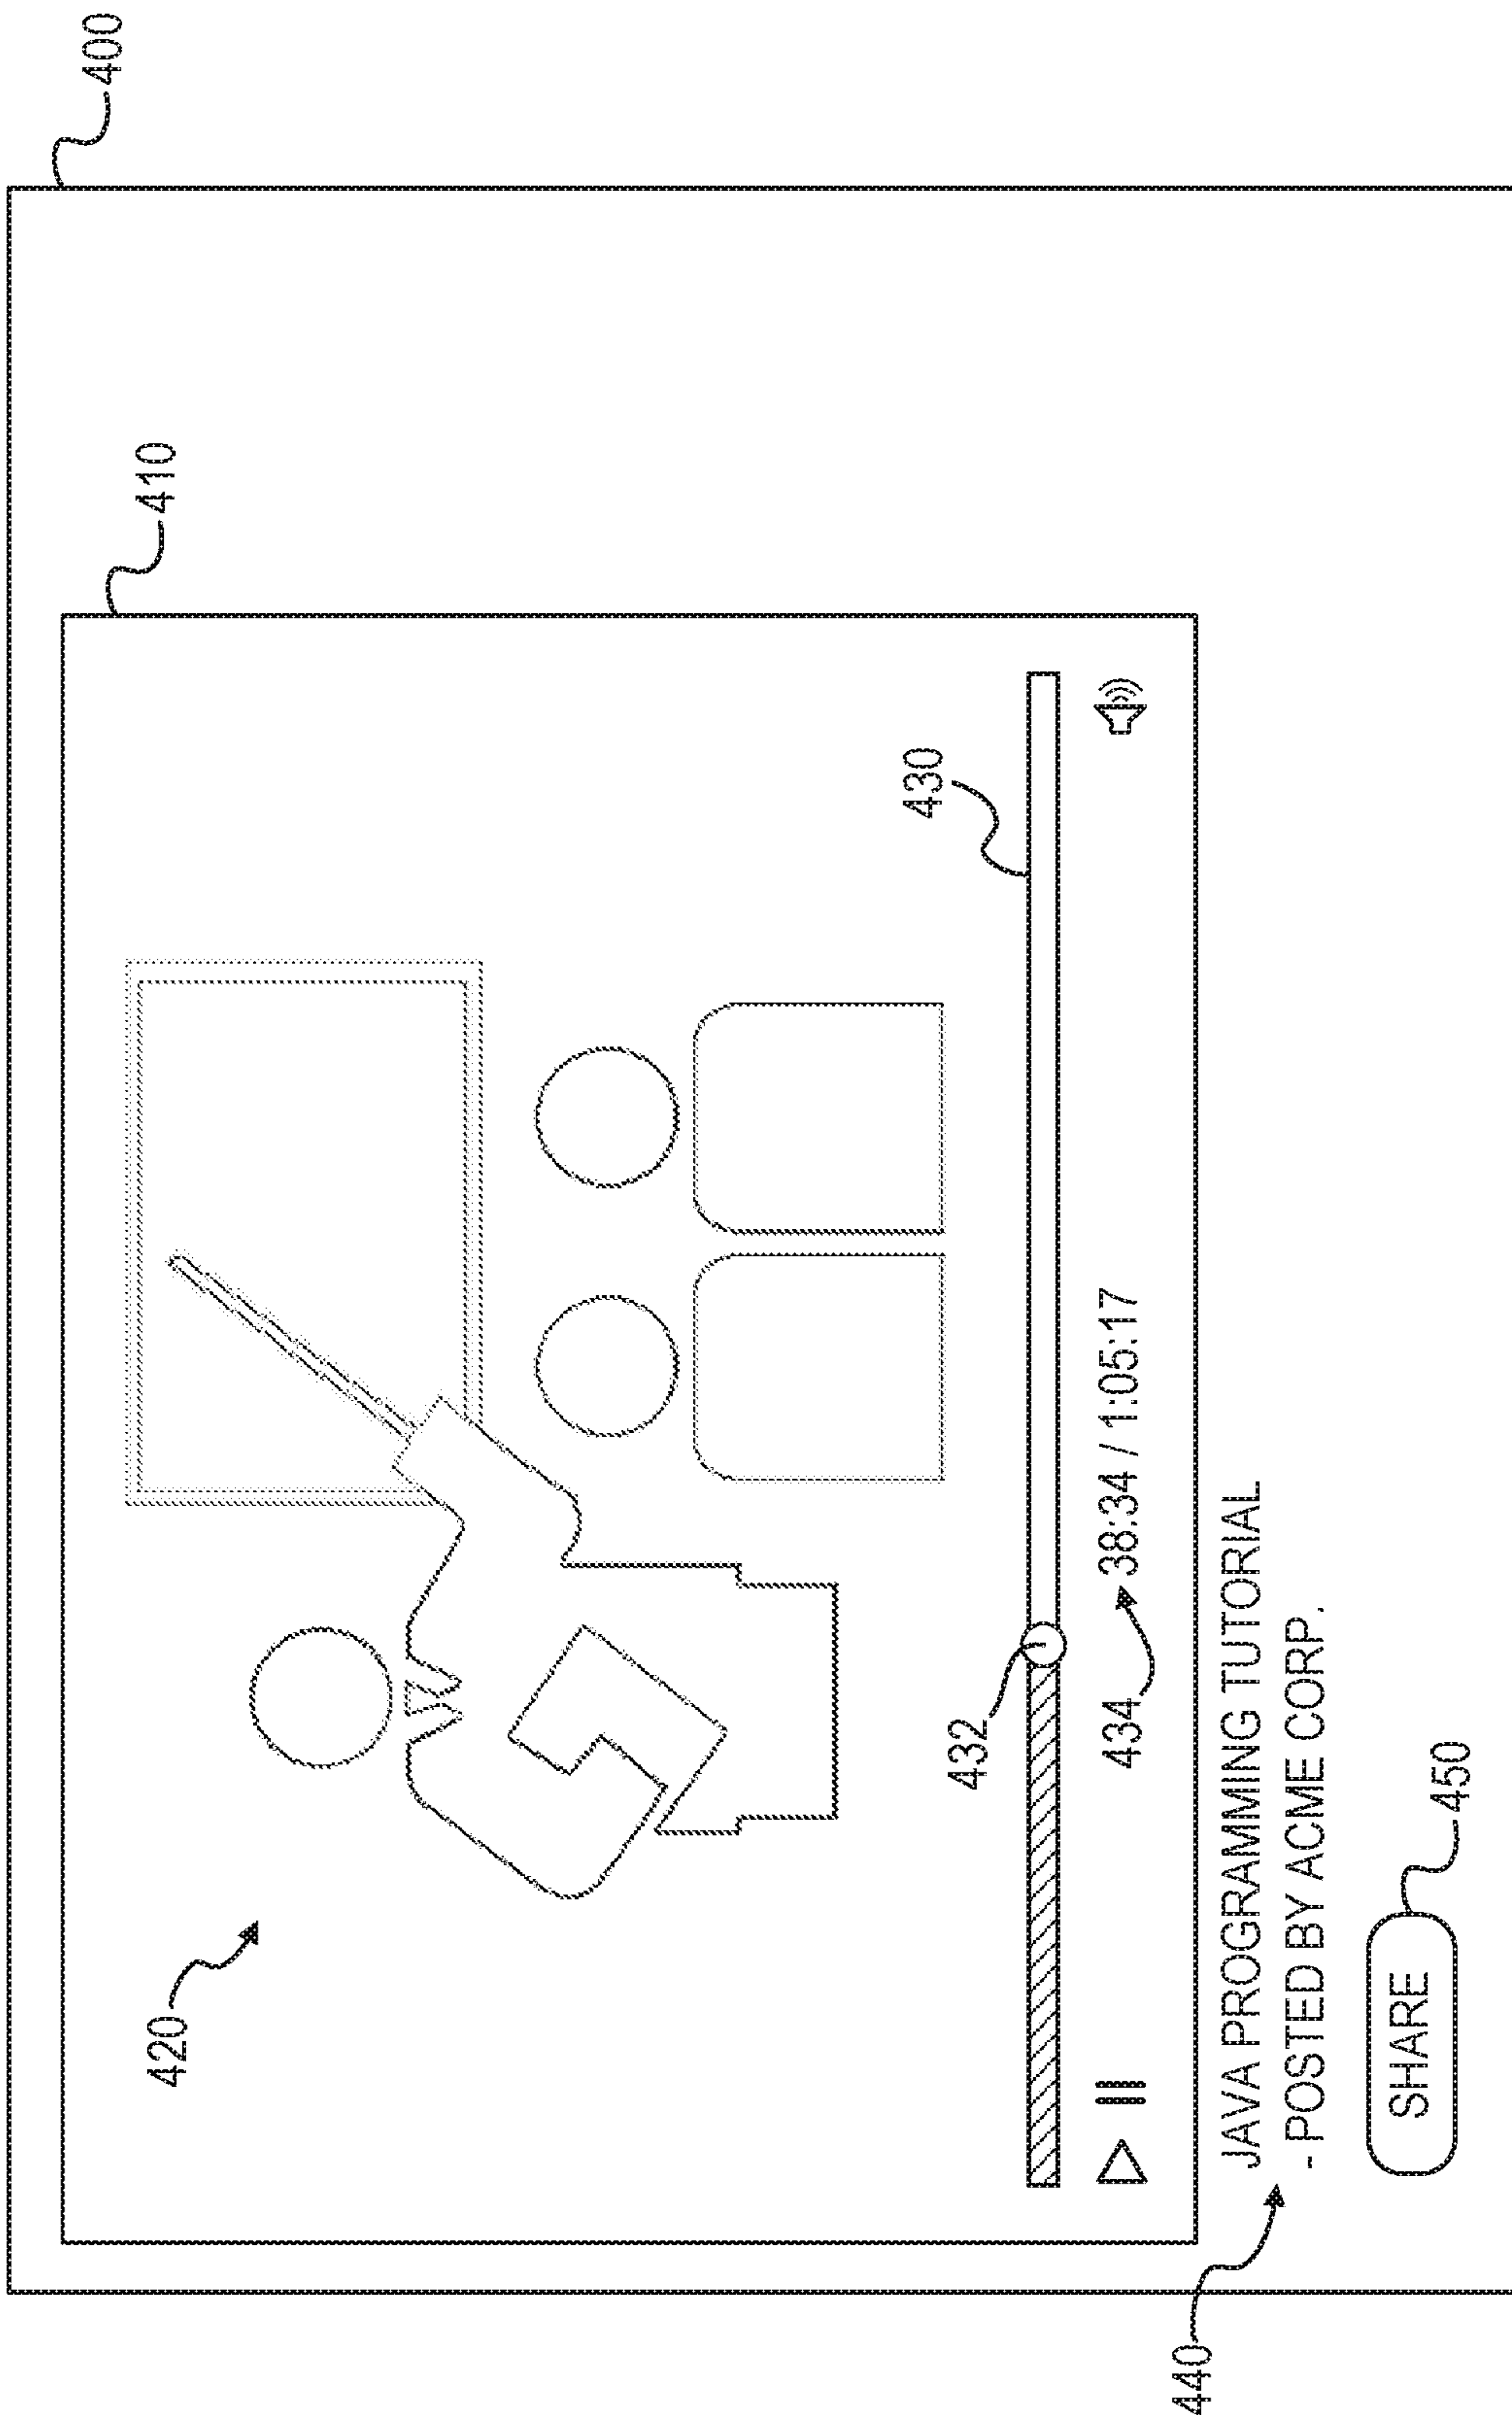 400
410
420
430
432
434
38:34 / 1:05:17
440
JAVA PROGRAMMING TUTORIAL
- POSTED BY ACME CORP.
SHARE
450